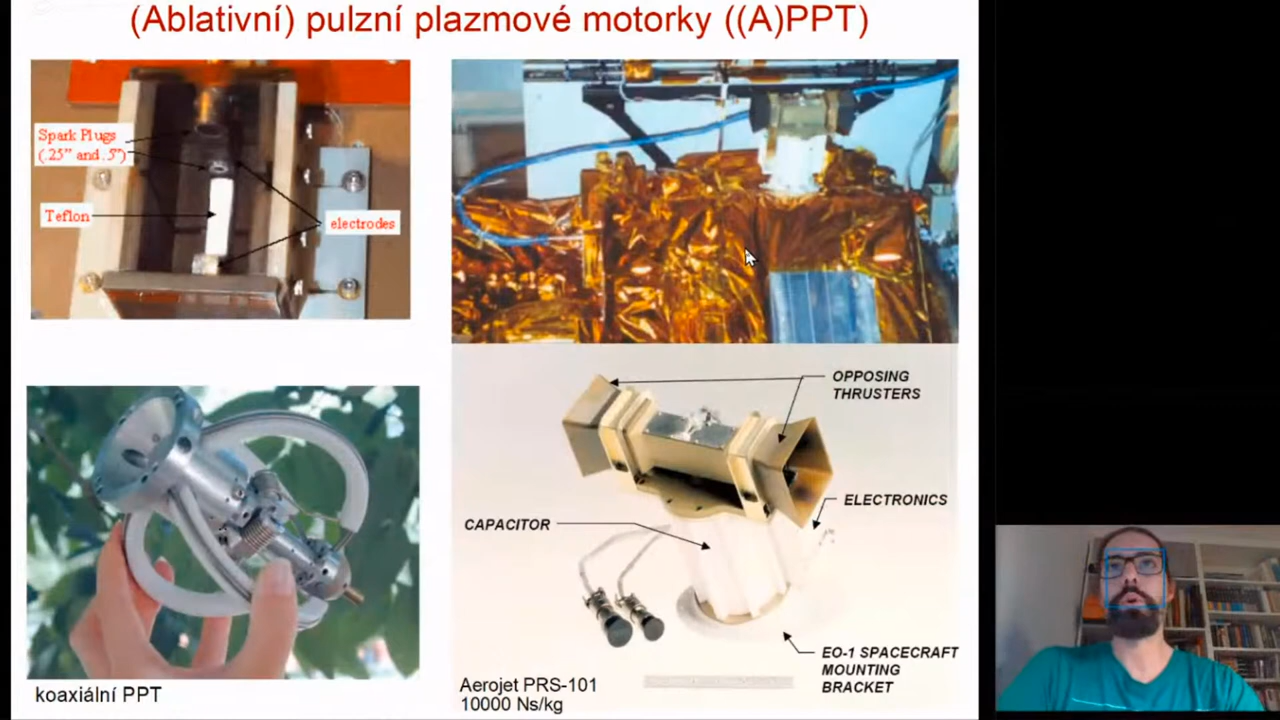 (Ablativní) pulzní plazmové motorky ((A)PPT)
Spark Plugs
(.25" and .5")
Teflon
electrodes
OPPOSING
THRUSTERS
ELECTRONICS
CAPACITOR
EO-1 SPACECRAFT
MOUNTING
BRACKET
koaxiální PPT
Aerojet PRS-101
10000 Ns/kg